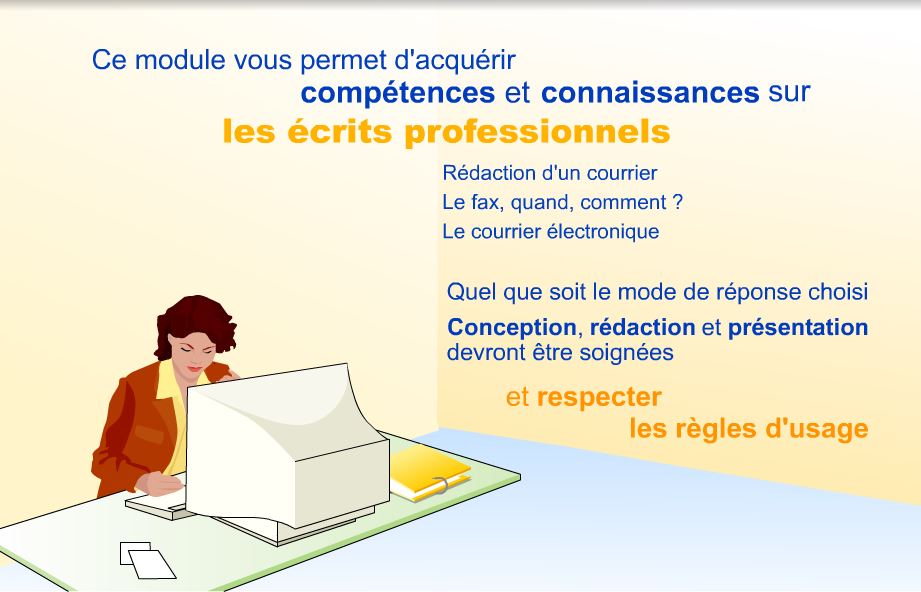 Ce module vous permet d'acquérir
compétences et connaissances sur
les écrits professionnels
Rédaction d'un courrier
Le fax, quand, comment ?
Le courrier électronique
Quel que soit le mode de réponse choisi
Conception, rédaction et présentation
devront être soignées
et respecter
les règles d'usage